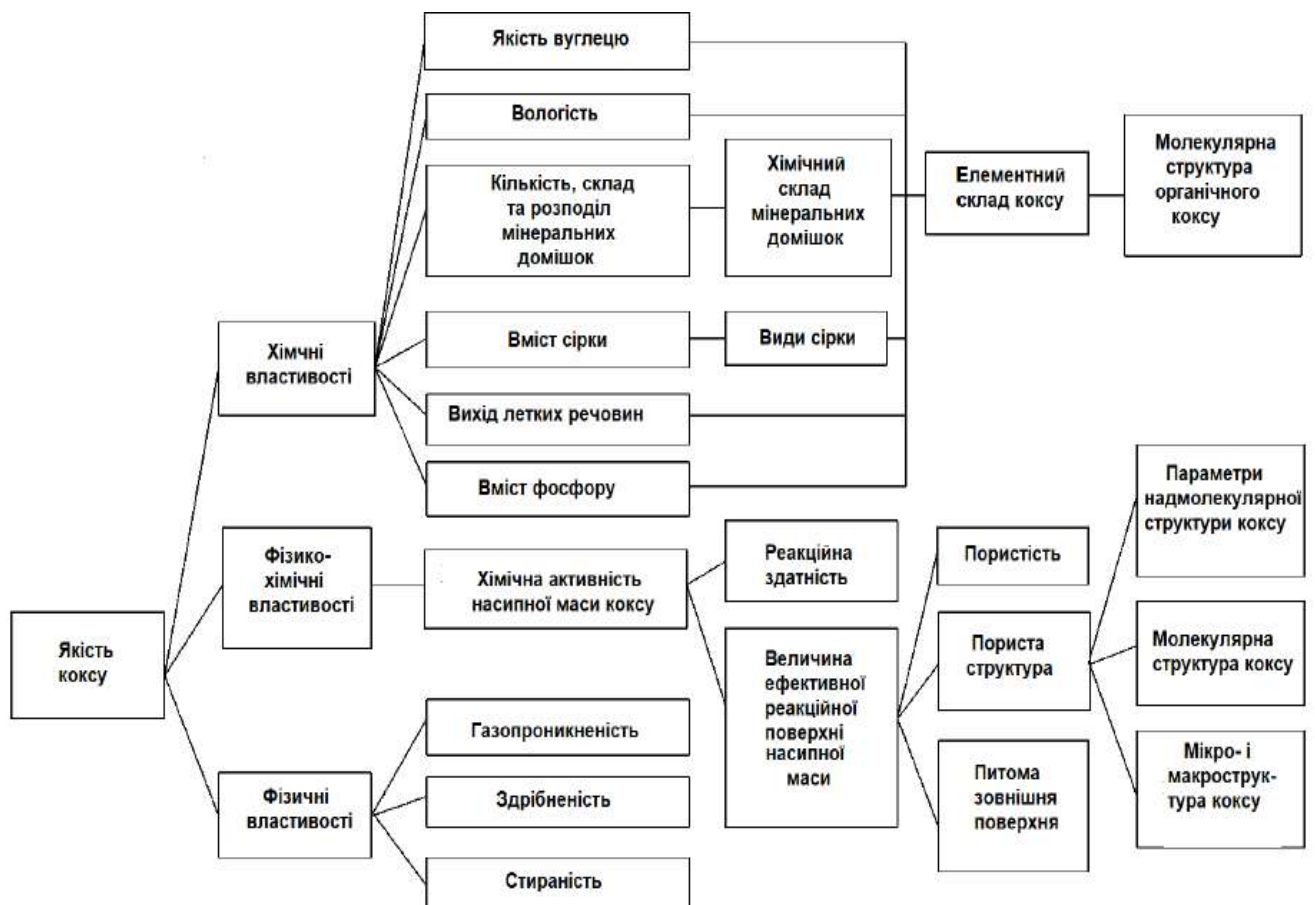 Якість вуглецю
Вологість
Кількість, склад
та розподіл
мінеральних
домішок
Хімічний
склад
мінеральних
домішок
Елементний
склад коксу
Молекулярна
структура
органічного
коксу
Хімчні
властивості
Вміст сірки
Види сірки
Вихід летких речовин
Вміст фосфору
Параметри
надмолекулярної
структури коксу
Фізико-
хімічні
властивості
Хімічна активність
насипної маси коксу
Реакційна
здатність
Пористість
Якість
коксу
Величина
ефективної
реакційної
поверхні
насипної
маси
Пориста
структура
Молекулярна
структура коксу
Газопроникненість
Фізичні
властивості
Здрібненість
Стираність
Питома
зовнішня
поверхня
Мікро- і
макрострук-
тура коксу